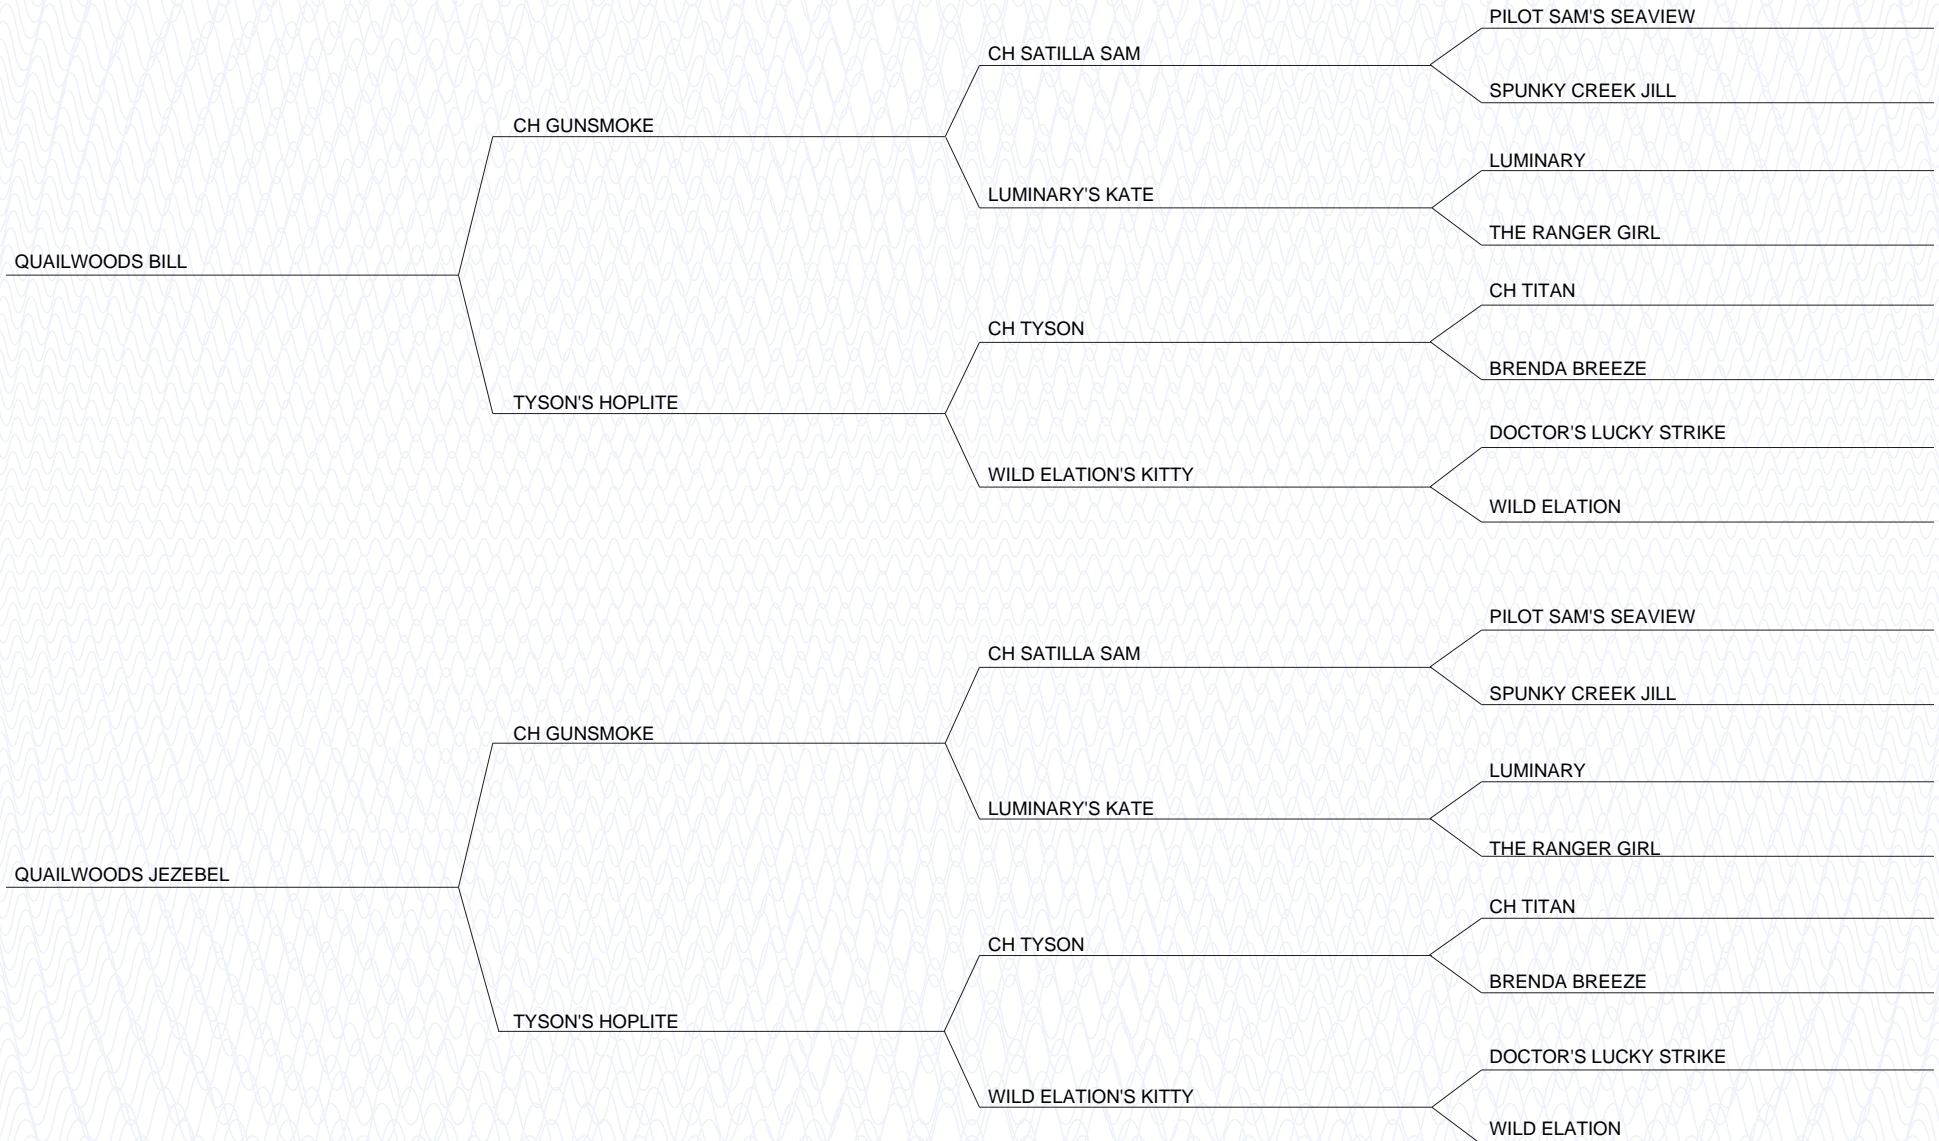 PILOT SAM'S SEAVIEW
CH SATILLA SAM
SPUNKY CREEK JILL
CH GUNSMOKE
LUMINARY
LUMINARY'S KATE
THE RANGER GIRL
QUAILWOODS BILL
CH TITAN
CH TYSON
BRENDA BREEZE
TYSON'S HOPLITE
DOCTOR'S LUCKY STRIKE
WILD ELATION'S KITTY
WILD ELATION
PILOT SAM'S SEAVIEW
CH SATILLA SAM
SPUNKY CREEK JILL
CH GUNSMOKE
LUMINARY
LUMINARY'S KATE
THE RANGER GIRL
QUAILWOODS JEZEBEL
CH TITAN
CH TYSON
BRENDA BREEZE
TYSON'S HOPLITE
DOCTOR'S LUCKY STRIKE
WILD ELATION'S KITTY
WILD ELATION